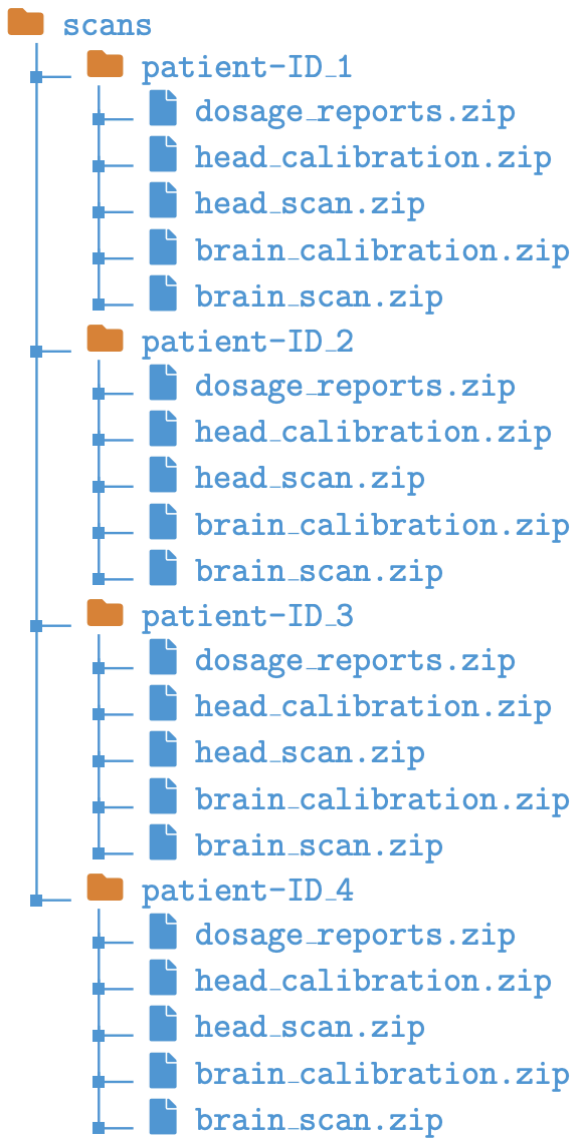 scans
patient-ID_1
dosage_reports.zip
head_calibration.zip
head_scan.zip
brain_calibration.zip
brain_scan.zip
patient-ID_2
dosage_reports.zip
head_calibration.zip
head_scan.zip
brain_calibration.zip
brain_scan.zip
patient-ID_3
dosage_reports.zip
head_calibration.zip
head_scan.zip
brain_calibration.zip
brain_scan.zip
patient-ID_4
dosage_reports.zip
head_calibration.zip
head_scan.zip
brain_calibration.zip
brain_scan.zip